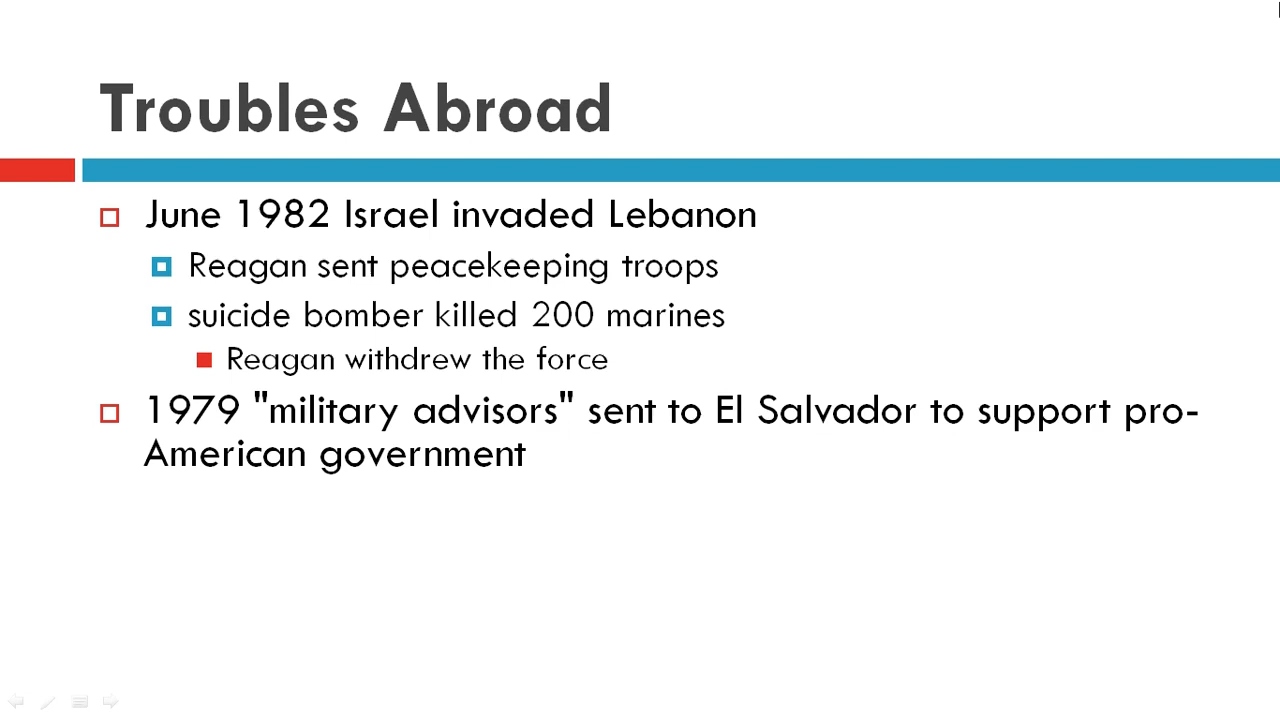 Troubles Abroad
June 1982 Israel invaded Lebanon
Reagan sent peacekeeping troops
suicide bomber killed 200 marines
Reagan withdrew the force
1979 "military advisors" sent to El Salvador to support pro-
American government